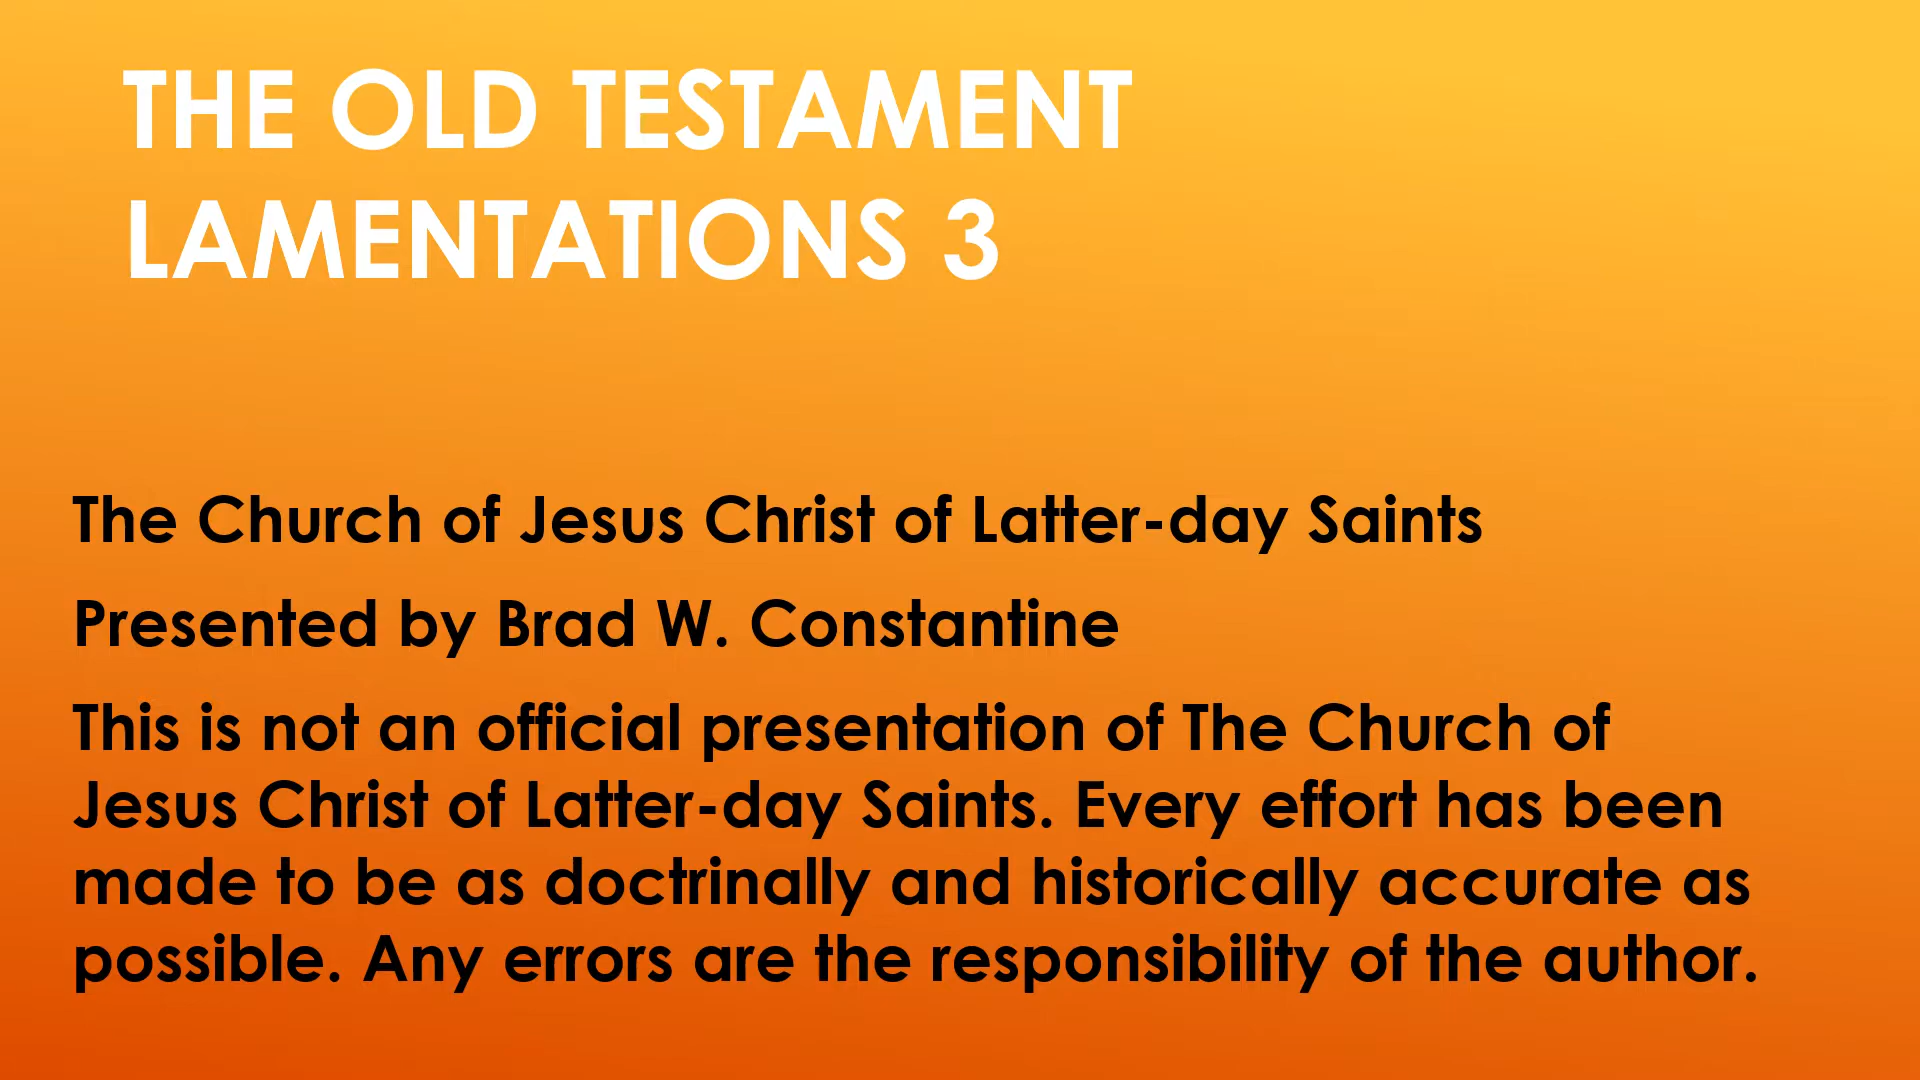 THE OLD TESTAMENT
LAMENTATIONS 3
The Church of Jesus Christ of Latter-day Saints
Presented by Brad W. Constantine
This is not an official presentation of The Church of
Jesus Christ of Latter-day Saints. Every effort has been
made to be as doctrinally and historically accurate as
possible. Any errors are the responsibility of the author.